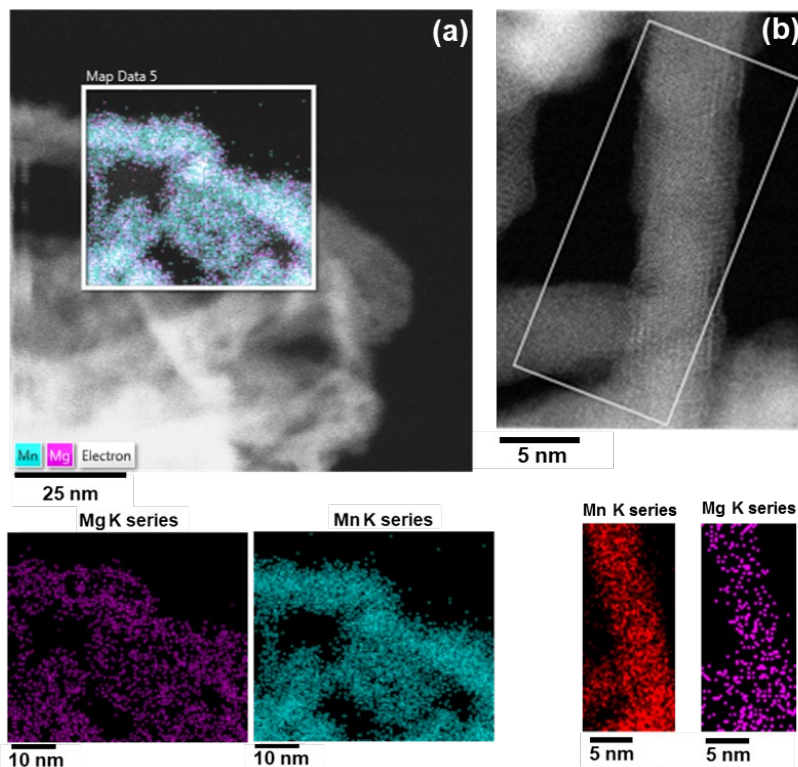 (a)
(b)
Map Data 5
Mn Mg Electron
25 nm
5 nm
Mg K series
Mn K series
Mn K series
Mg K series
10 nm
10 nm
5 nm
5 nm